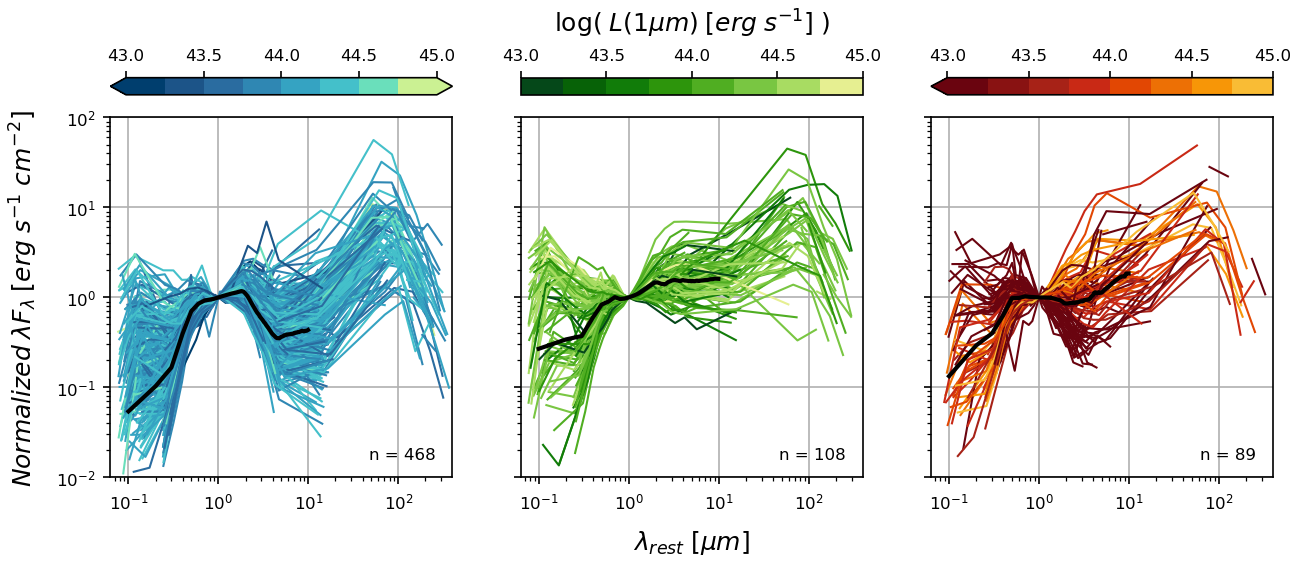 log( L(1μm) [erg s⁻¹] )
43.0 43.5 44.0 44.5 45.0
43.0 43.5 44.0 44.5 45.0
43.0 43.5 44.0 44.5 45.0
Normalized λF_λ [erg s⁻¹ cm⁻²]
10²
10¹
10⁰
10⁻¹
10⁻²
n = 468
n = 108
n = 89
10⁻¹ 10⁰ 10¹ 10²
10⁻¹ 10⁰ 10¹ 10²
10⁻¹ 10⁰ 10¹ 10²
λ_rest [μm]